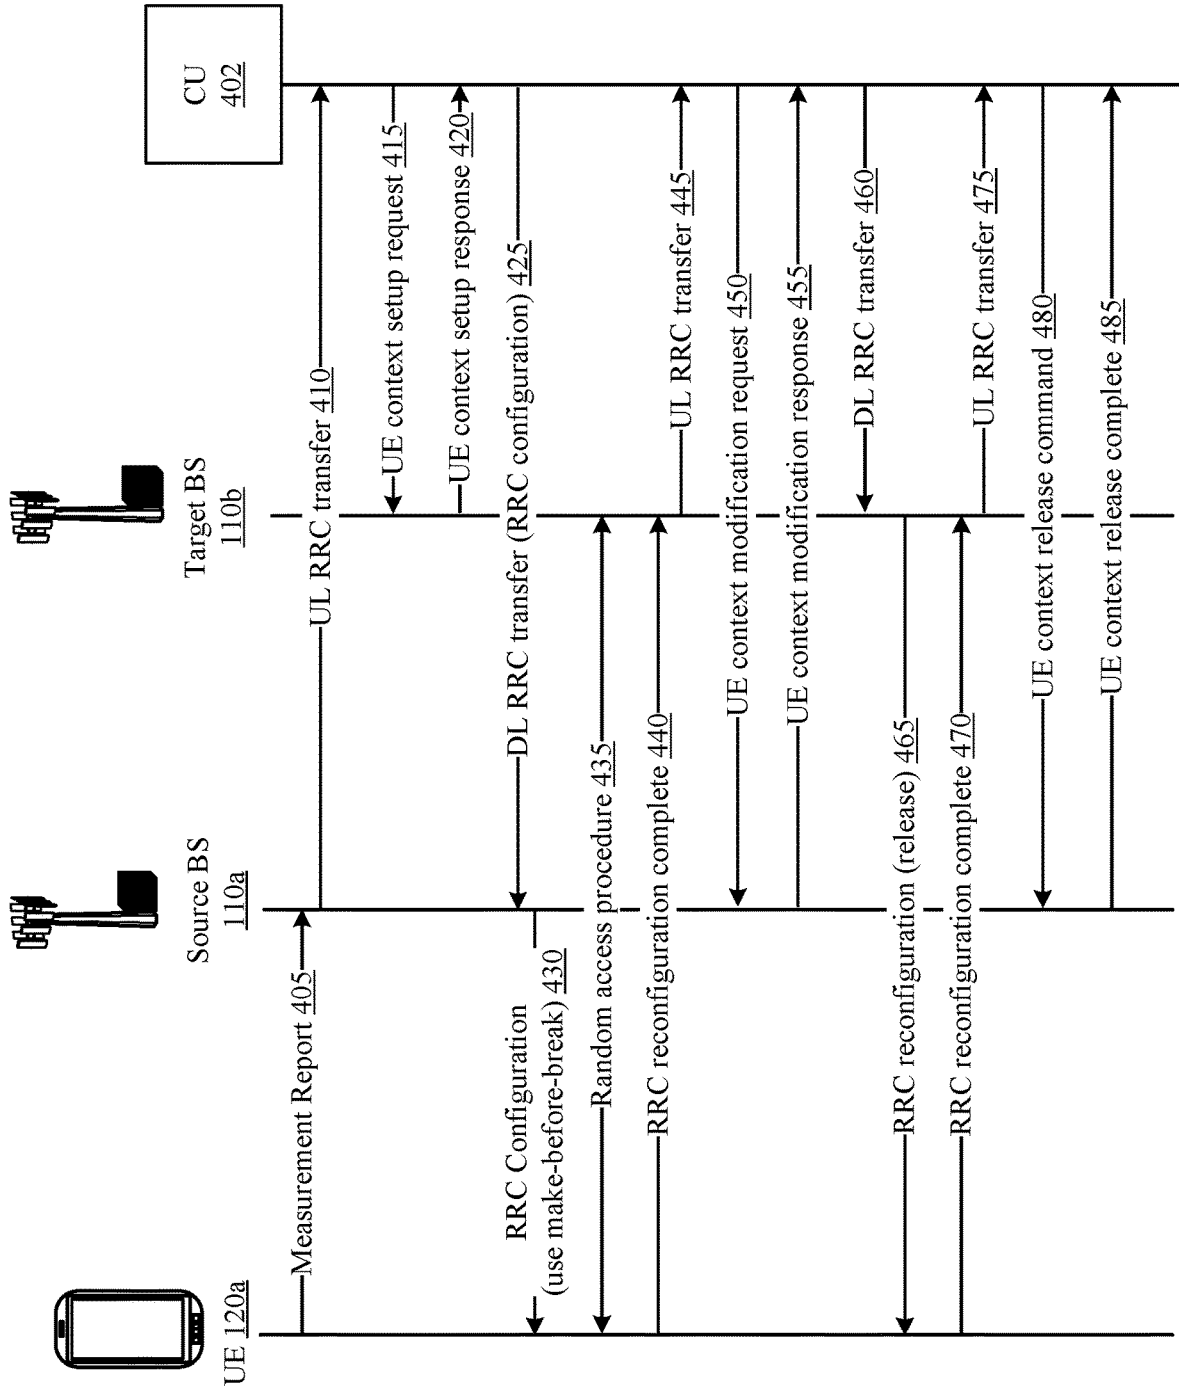 UE 120a
Source BS
110a
Target BS
110b
CU
402
Measurement Report 405
UL RRC transfer 410
UE context setup request 415
UE context setup response 420
DL RRC transfer (RRC configuration) 425
RRC Configuration
(use make-before-break) 430
Random access procedure 435
RRC reconfiguration complete 440
UL RRC transfer 445
UE context modification request 450
UE context modification response 455
DL RRC transfer 460
RRC reconfiguration (release) 465
RRC reconfiguration complete 470
UL RRC transfer 475
UE context release command 480
UE context release complete 485